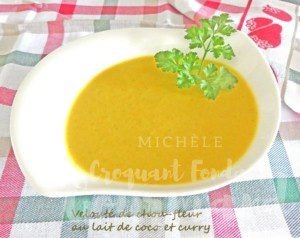 MICHÈLE
Croquant Fondant
Velouté de chou-fleur
au lait de coco et curry